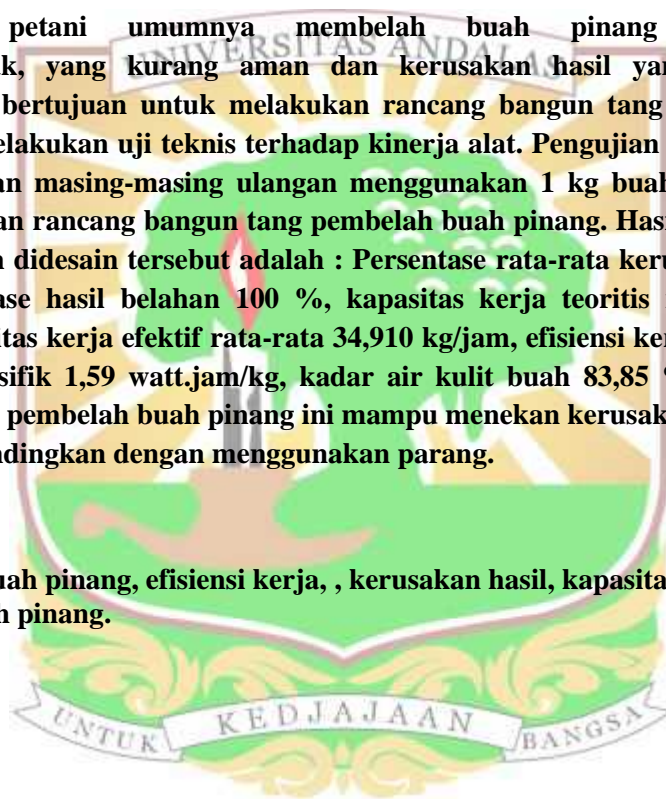 petani umumnya membelah buah pinang
UNIVERSITAS ANDALAS
k, yang kurang aman dan kerusakan hasil yan
bertujuan untuk melakukan rancang bangun tang
elakukan uji teknis terhadap kinerja alat. Pengujian
an masing-masing ulangan menggunakan 1 kg buah
an rancang bangun tang pembelah buah pinang. Hasi
didesain tersebut adalah : Persentase rata-rata keru
ase hasil belahan 100 %, kapasitas kerja teoritis
itas kerja efektif rata-rata 34,910 kg/jam, efisiensi ker
sifik 1,59 watt.jam/kg, kadar air kulit buah 83,85 %
pembelah buah pinang ini mampu menekan kerusak
ndingkan dengan menggunakan parang.
uah pinang, efisiensi kerja, , kerusakan hasil, kapasita
h pinang.
UNTUK KEDJAJAAN BANGSA